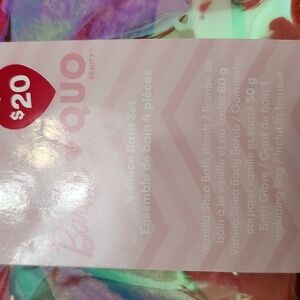 $20
Barbie QUO
BEAUTY
4-Piece Bath Set
Ensemble de bain 4 pièces
Vanilla Shea Bath Bomb / Bombe de
bain à la vanille et au karité 80 g
Vanilla Shea Body Scrub / Gommage
corporel vanille et karité 50 g
Bath Glove / Gant de bain 1
Including Bag / Inclut la trousse